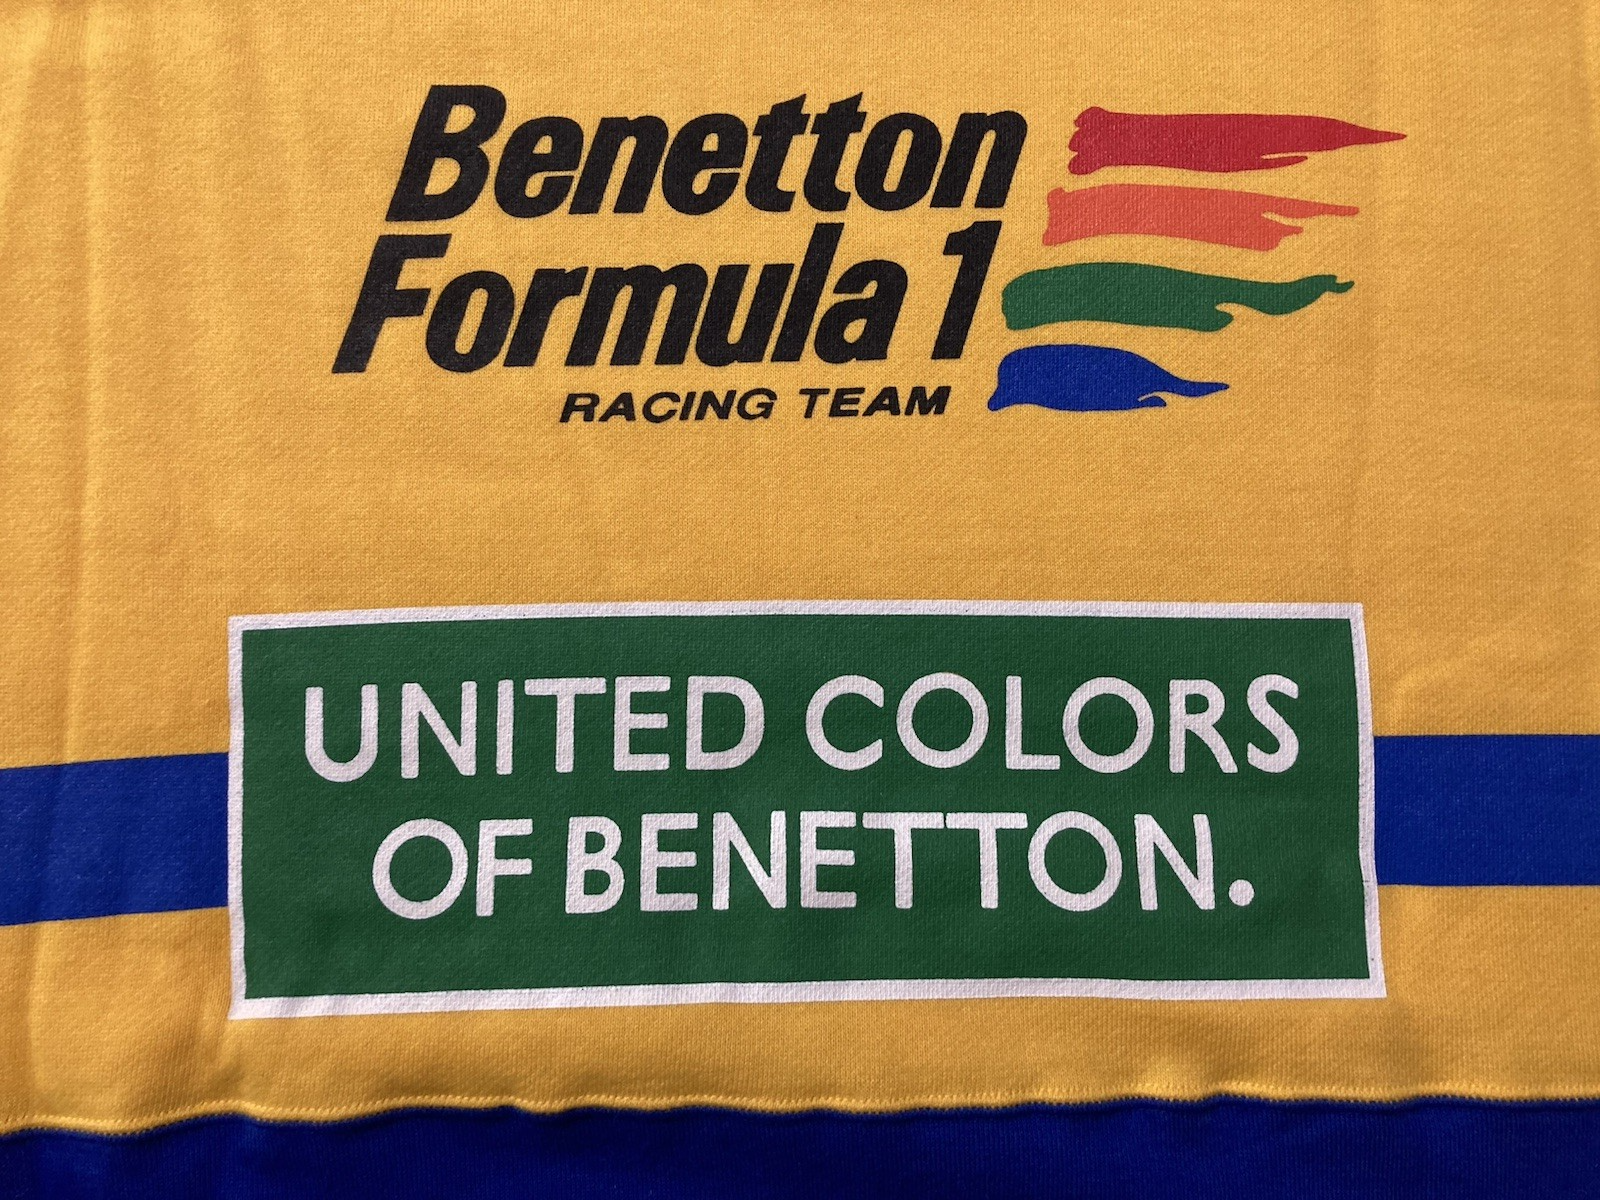 Benetton
Formula 1
RACING TEAM
UNITED COLORS
OF BENETTON.